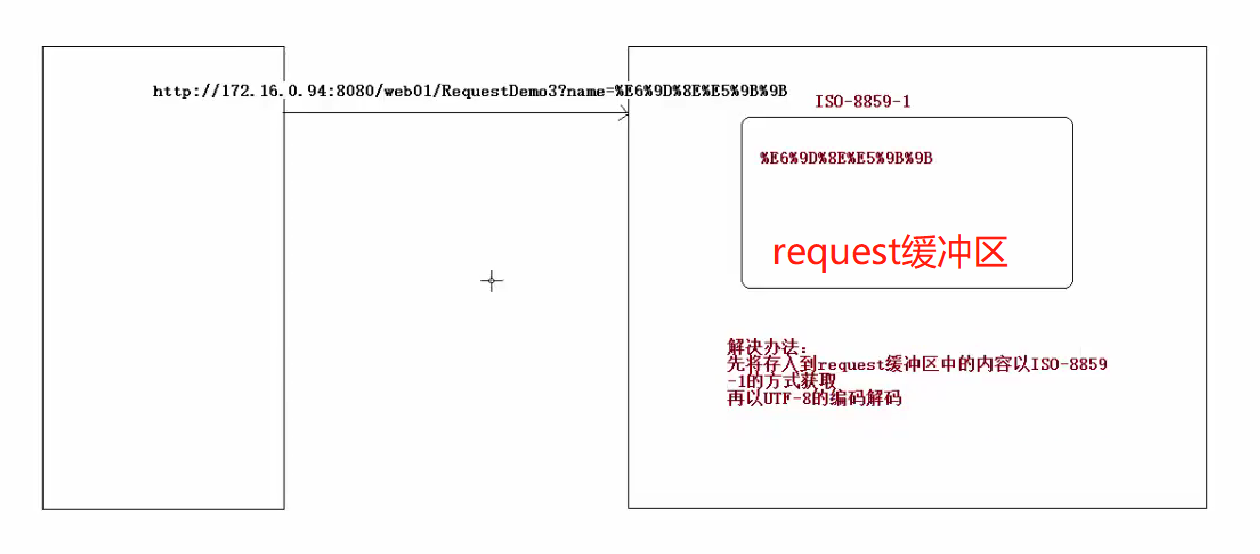 http://172.16.0.94:8080/web01/RequestDemo3?name=%E6%9D%8E%E5%9B%9B
ISO-8859-1
%E6%9D%8E%E5%9B%9B
request缓冲区
解决办法：
先将存入到request缓冲区中的内容以ISO-8859
-1的方式获取
再以UTF-8的编码解码